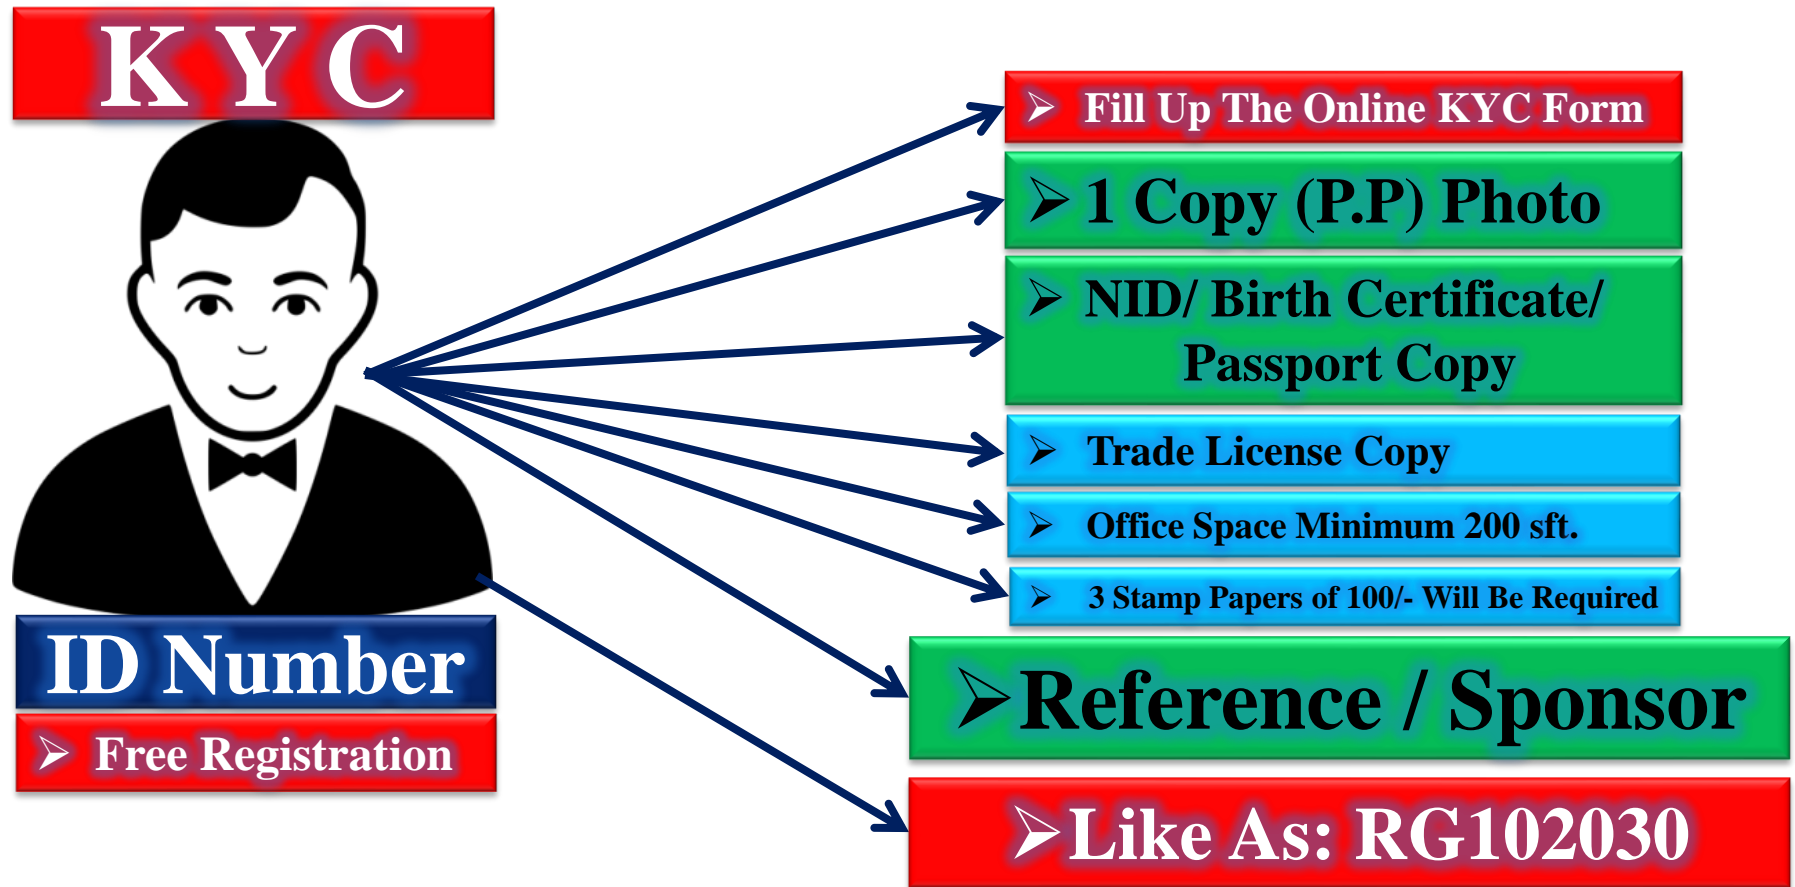 K Y C
ID Number
➢ Free Registration
➢ Fill Up The Online KYC Form
➢ 1 Copy (P.P) Photo
➢ NID/ Birth Certificate/
Passport Copy
➢ Trade License Copy
➢ Office Space Minimum 200 sft.
➢ 3 Stamp Papers of 100/- Will Be Required
➢Reference / Sponsor
➢Like As: RG102030